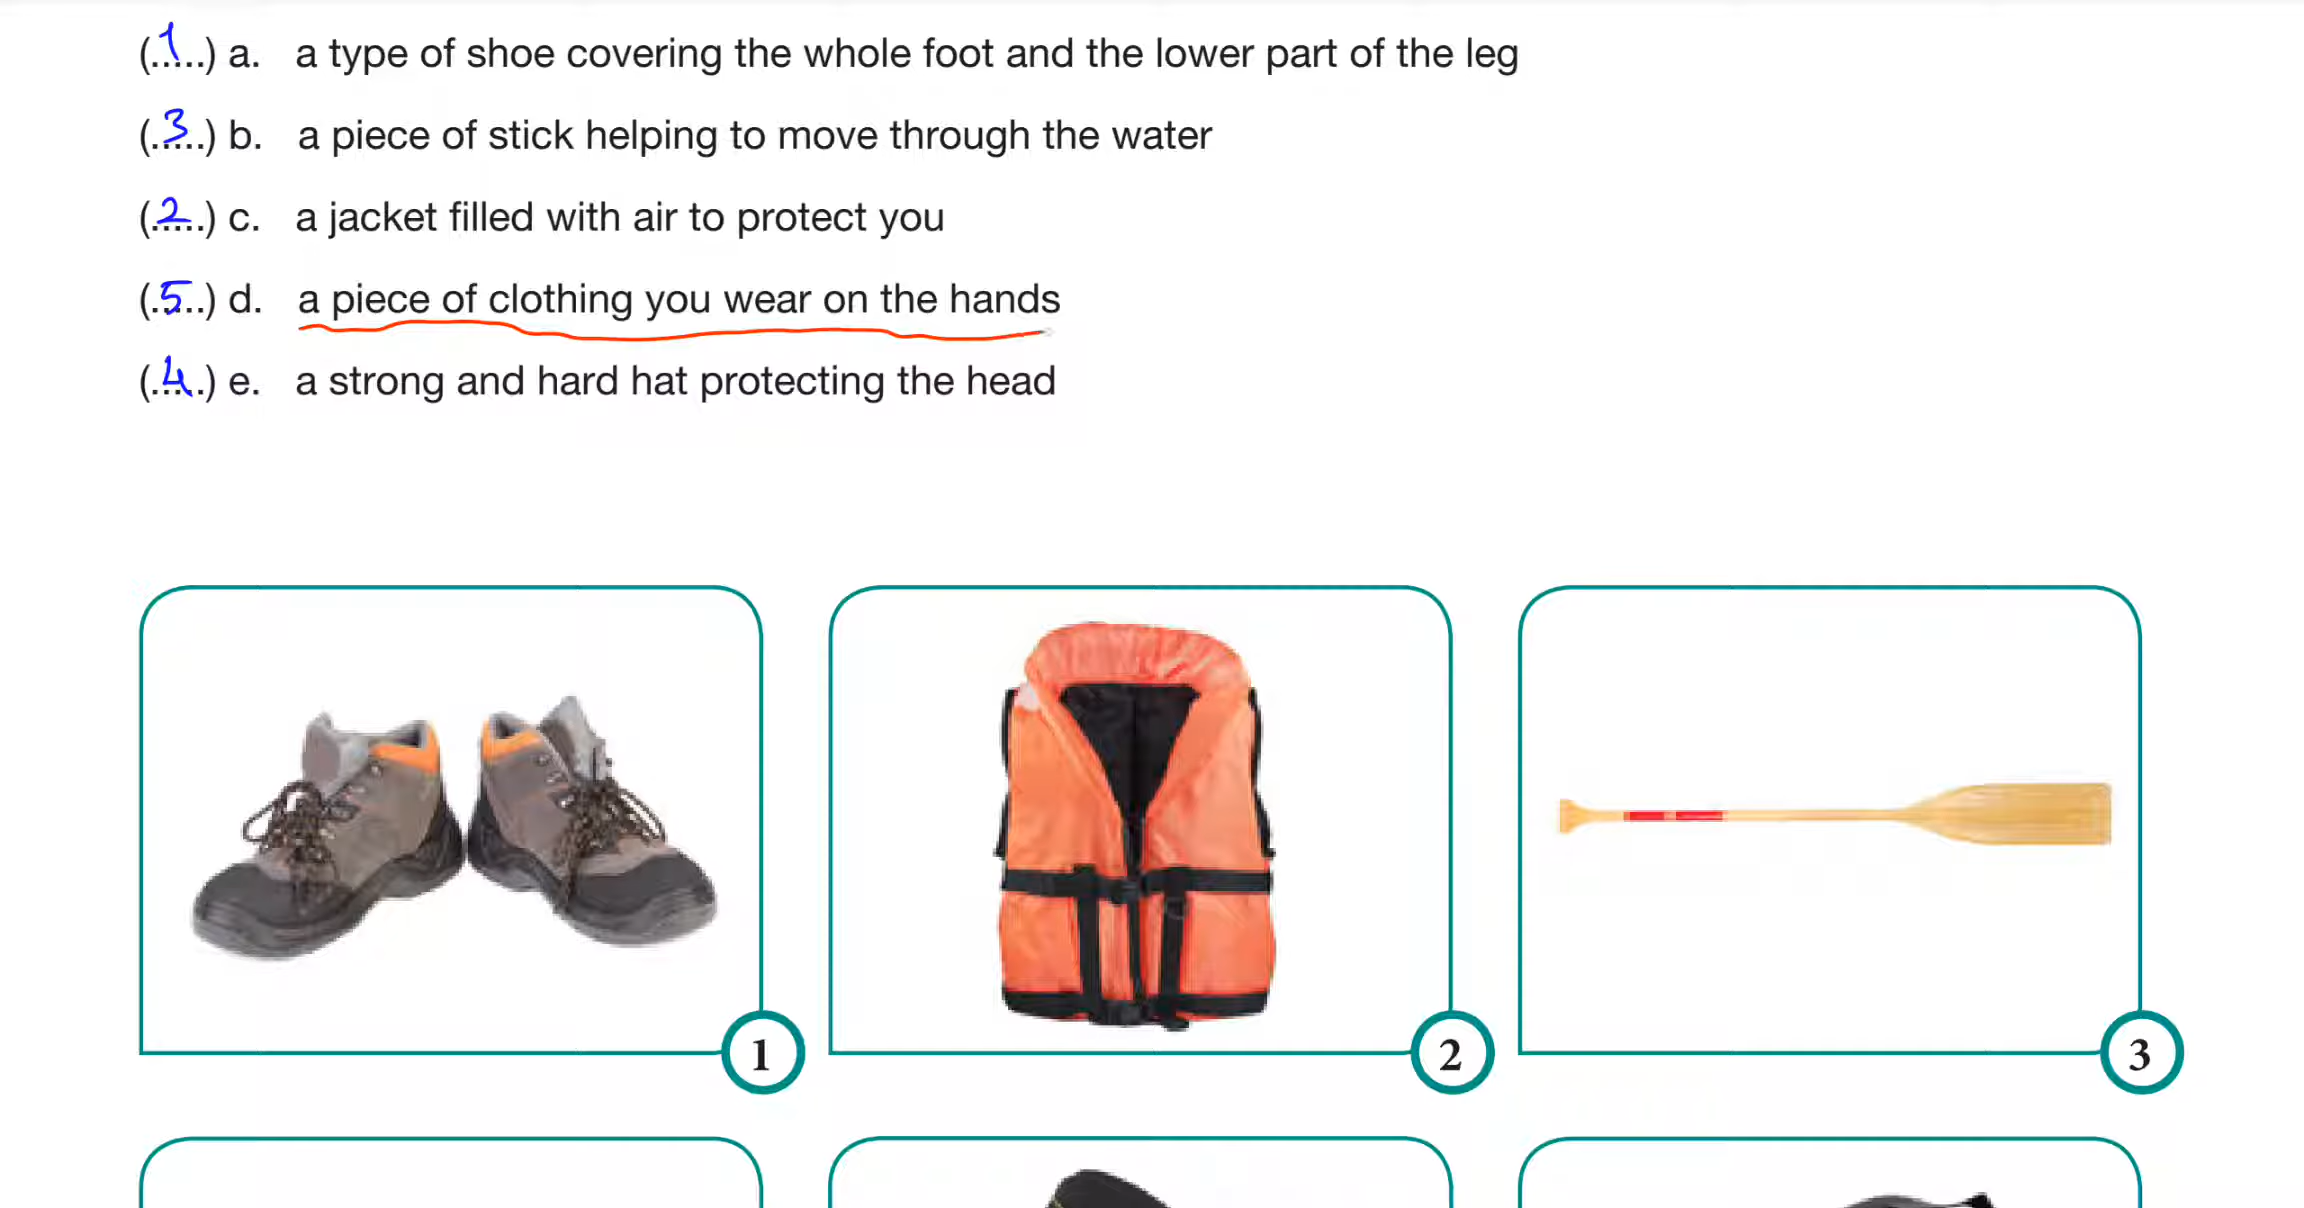 (..1..) a. a type of shoe covering the whole foot and the lower part of the leg
(..3..) b. a piece of stick helping to move through the water
(..2..) c. a jacket filled with air to protect you
(..5..) d. a piece of clothing you wear on the hands
(..4..) e. a strong and hard hat protecting the head
1 2 3